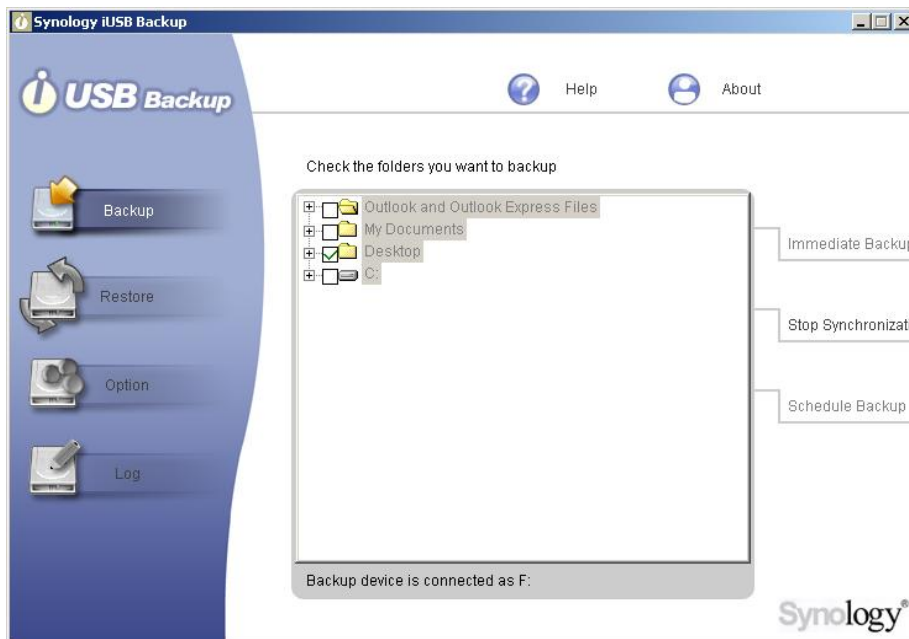 Synology iUSB Backup
i USB Backup
Help
About
Check the folders you want to backup
Backup
Restore
Option
Log
Outlook and Outlook Express Files
My Documents
Desktop
C:
Immediate Backup
Stop Synchronizat
Schedule Backup
Backup device is connected as F:
Synology®